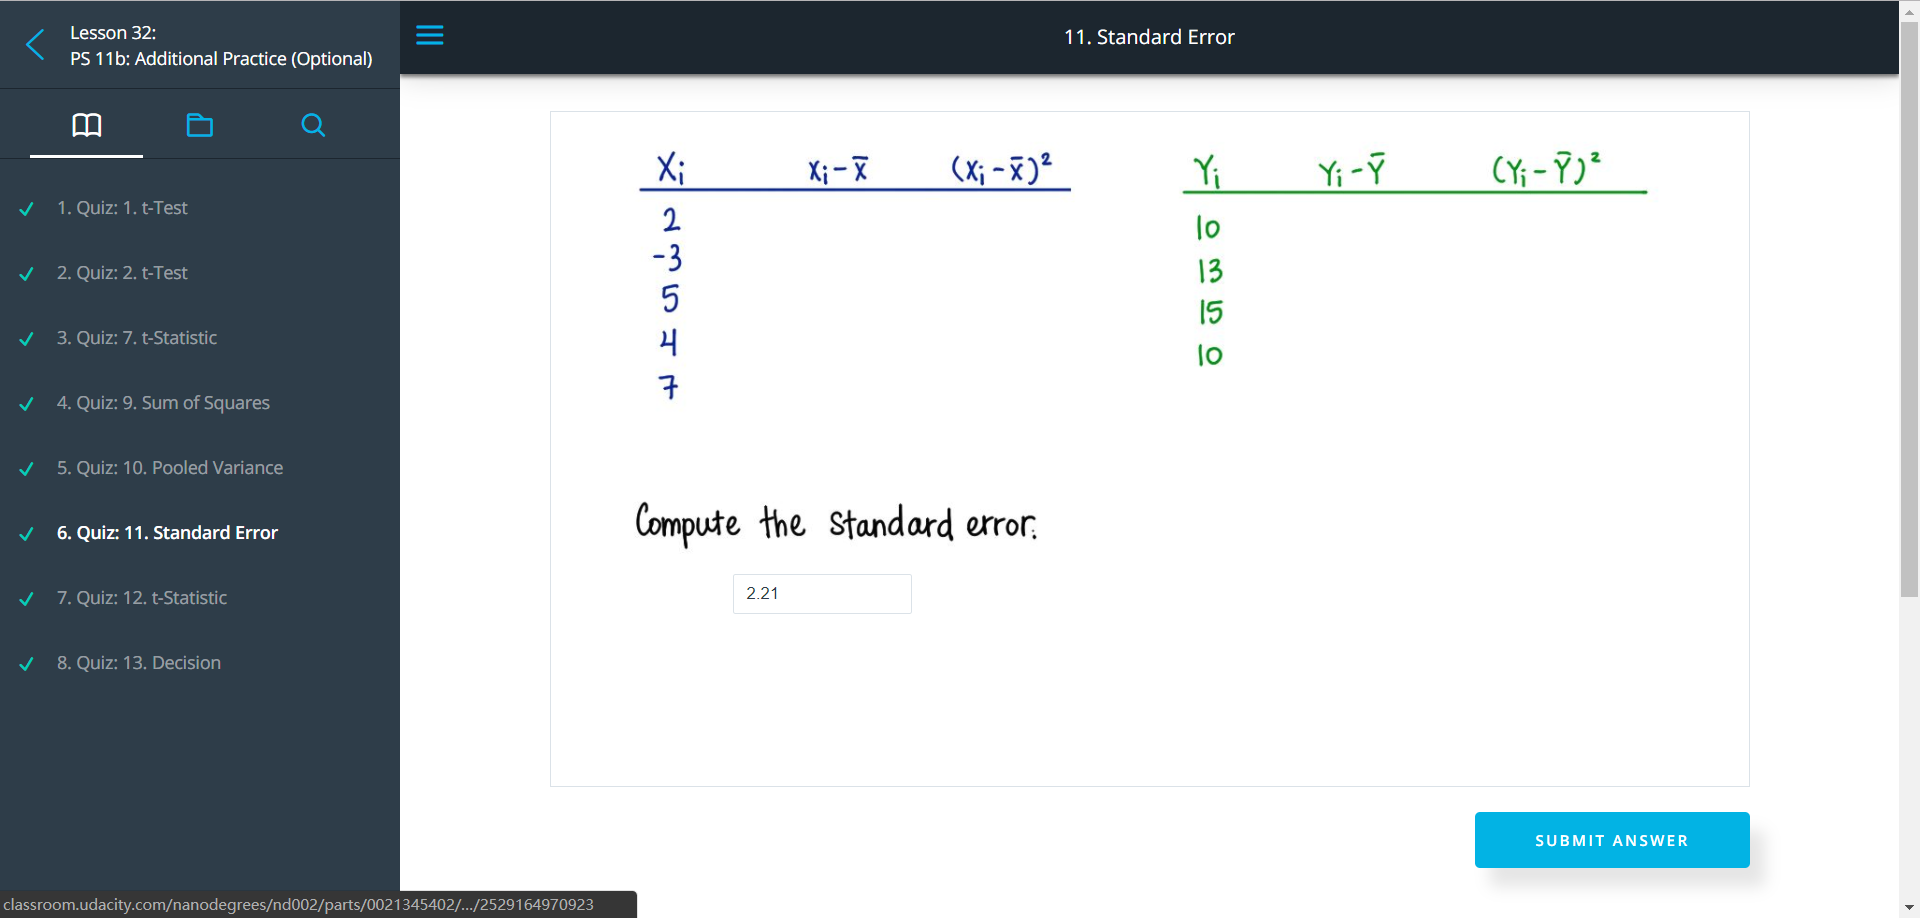 Lesson 32:
PS 11b: Additional Practice (Optional)
1. Quiz: 1. t-Test
2. Quiz: 2. t-Test
3. Quiz: 7. t-Statistic
4. Quiz: 9. Sum of Squares
5. Quiz: 10. Pooled Variance
6. Quiz: 11. Standard Error
7. Quiz: 12. t-Statistic
8. Quiz: 13. Decision
classroom.udacity.com/nanodegrees/nd002/parts/0021345402/.../2529164970923
11. Standard Error
Xi Xi-X̄ (Xi-X̄)²
2
-3
5
4
7
Yi Yi-Ȳ (Yi-Ȳ)²
10
13
15
10
Compute the standard error.
2.21
SUBMIT ANSWER